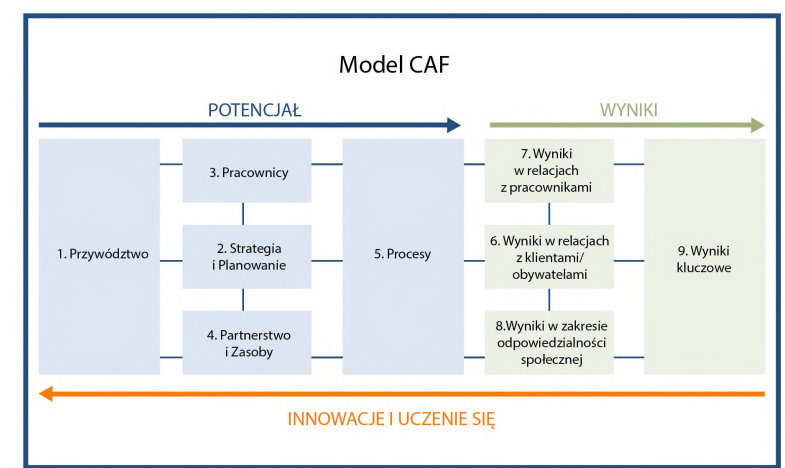 Model CAF
POTENCJAŁ
WYNIKI
1. Przywództwo
3. Pracownicy
2. Strategia
i Planowanie
4. Partnerstwo
i Zasoby
5. Procesy
7. Wyniki
w relacjach
z pracownikami
6. Wyniki w relacjach
z klientami/
obywatelami
8.Wyniki w zakresie
odpowiedzialności
społecznej
9. Wyniki
kluczowe
INNOWACJE I UCZENIE SIĘ